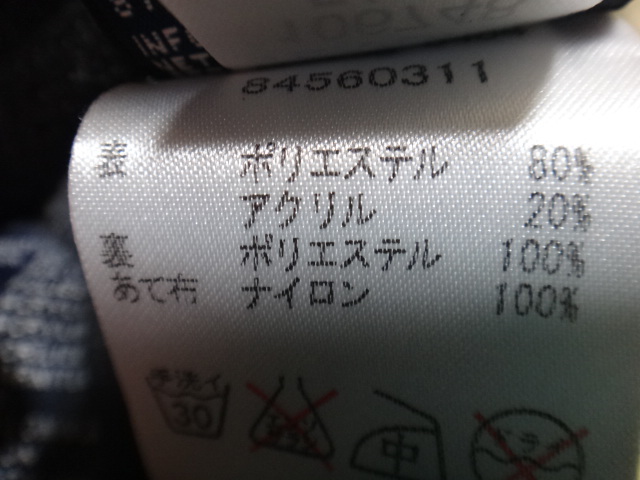 84560311
表 ポリエステル 80%
アクリル 20%
裏 ポリエステル 100%
あて布 ナイロン 100%
手洗イ
30
中